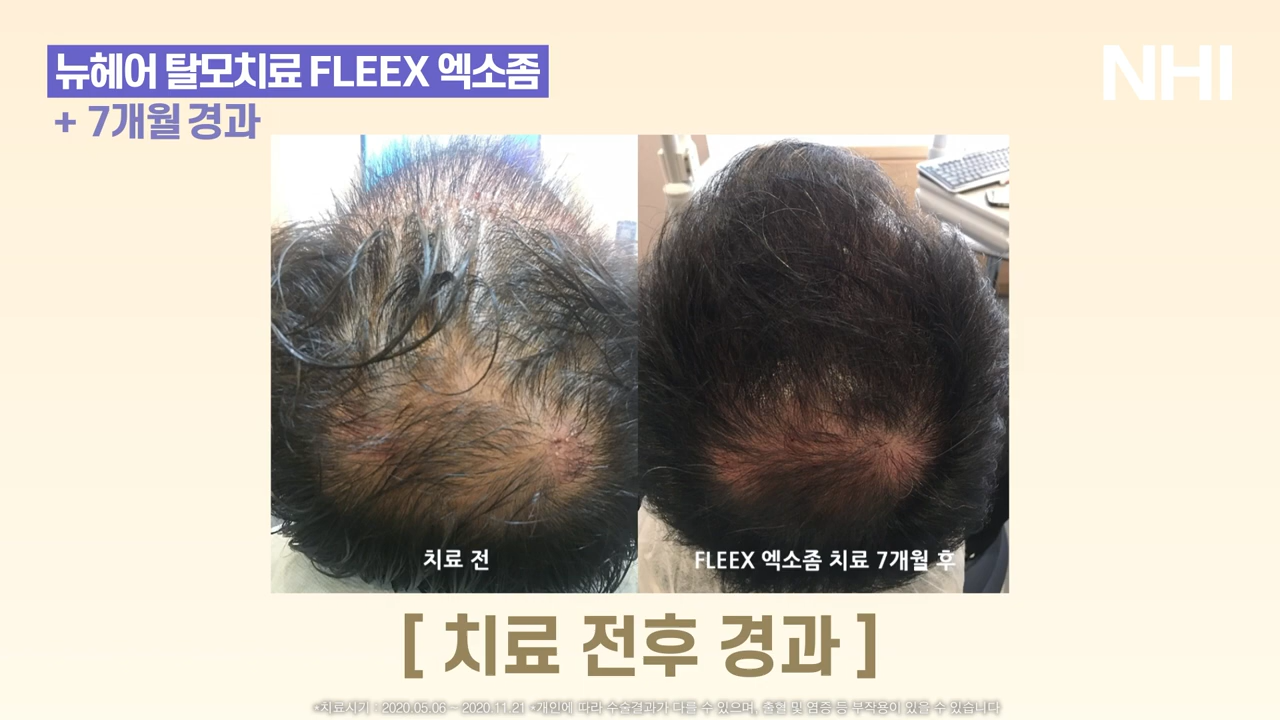 뉴헤어 탈모치료 FLEEX 엑소좀
NHI
+ 7개월 경과
치료 전
FLEEX 엑소좀 치료 7개월 후
[ 치료 전후 경과 ]
*치료시기 : 2020.05.05 ~ 2020.11.21 *개인에 따라 수술결과가 다를 수 있으며, 출혈 및 염증 등 부작용이 있을 수 있습니다